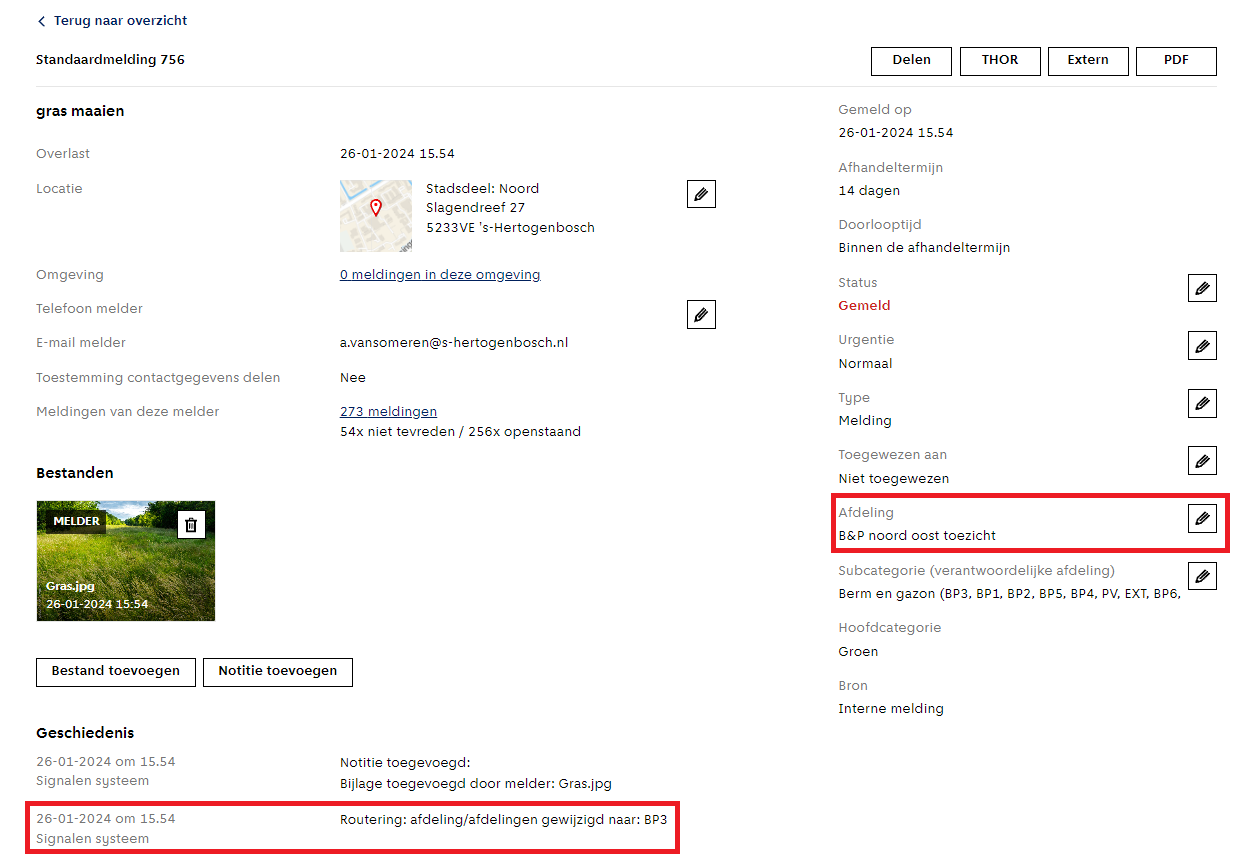 Terug naar overzicht
Standaardmelding 756
Delen
THOR
Extern
PDF
gras maaien
Overlast
26-01-2024 15.54
Locatie
Stadsdeel: Noord
Slagendreef 27
5233VE 's-Hertogenbosch
Omgeving
0 meldingen in deze omgeving
Telefoon melder
E-mail melder
a.vansomeren@s-hertogenbosch.nl
Toestemming contactgegevens delen
Nee
Meldingen van deze melder
273 meldingen
54x niet tevreden / 256x openstaand
Bestanden
MELDER
Gras.jpg
26-01-2024 15:54
Bestand toevoegen
Notitie toevoegen
Geschiedenis
26-01-2024 om 15.54
Signalen systeem
Notitie toegevoegd:
Bijlage toegevoegd door melder: Gras.jpg
26-01-2024 om 15.54
Signalen systeem
Routering: afdeling/afdelingen gewijzigd naar: BP3
Gemeld op
26-01-2024 15.54
Afhandeltermijn
14 dagen
Doorlooptijd
Binnen de afhandeltermijn
Status
Gemeld
Urgentie
Normaal
Type
Melding
Toegewezen aan
Niet toegewezen
Afdeling
B&P noord oost toezicht
Subcategorie (verantwoordelijke afdeling)
Berm en gazon (BP3, BP1, BP2, BP5, BP4, PV, EXT, BP6,
Hoofdcategorie
Groen
Bron
Interne melding